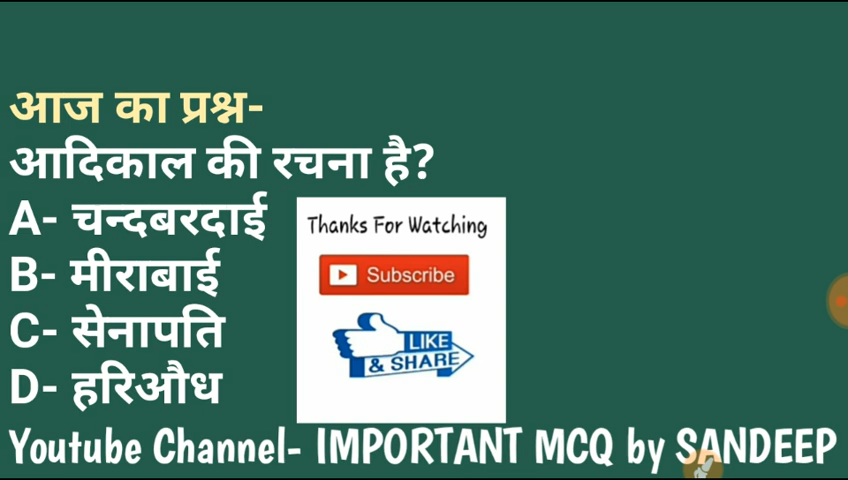 आज का प्रश्न-
आदिकाल की रचना है?
A- चन्दबरदाई
B- मीराबाई
C- सेनापति
D- हरिऔध
Thanks For Watching
Subscribe
LIKE
& SHARE
Youtube Channel- IMPORTANT MCQ by SANDEEP